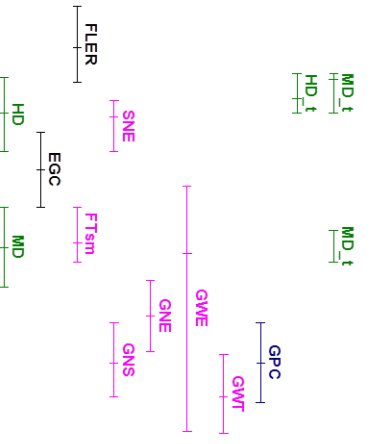 MD_t
HD_t
FLER
HD
SNE
EGC
MD_t
MD
FTsm
GWE
GNE
GPC
GNS
GWT